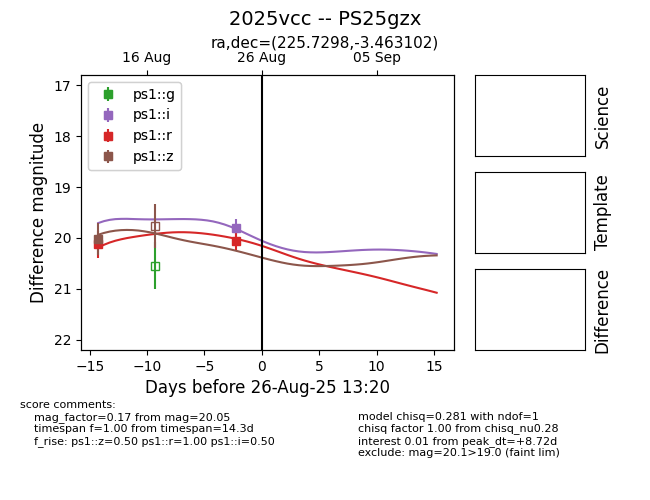 2025vcc -- PS25gzx
ra,dec=(225.7298,-3.463102)
16 Aug 26 Aug 05 Sep
17
18
19
20
21
22
Difference magnitude
ps1::g
ps1::i
ps1::r
ps1::z
−15 −10 −5 0 5 10 15
Days before 26-Aug-25 13:20
Science
Template
Difference
score comments:
mag_factor=0.17 from mag=20.05
timespan f=1.00 from timespan=14.3d
f_rise: ps1::z=0.50 ps1::r=1.00 ps1::i=0.50
model chisq=0.281 with ndof=1
chisq factor 1.00 from chisq_nu0.28
interest 0.01 from peak_dt=+8.72d
exclude: mag=20.1>19.0 (faint lim)